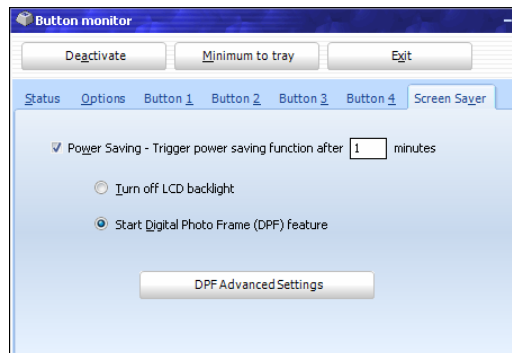 Button monitor
Deactivate Minimum to tray Exit
Status Options Button 1 Button 2 Button 3 Button 4 Screen Saver
Power Saving - Trigger power saving function after 1 minutes
Turn off LCD backlight
Start Digital Photo Frame (DPF) feature
DPF Advanced Settings